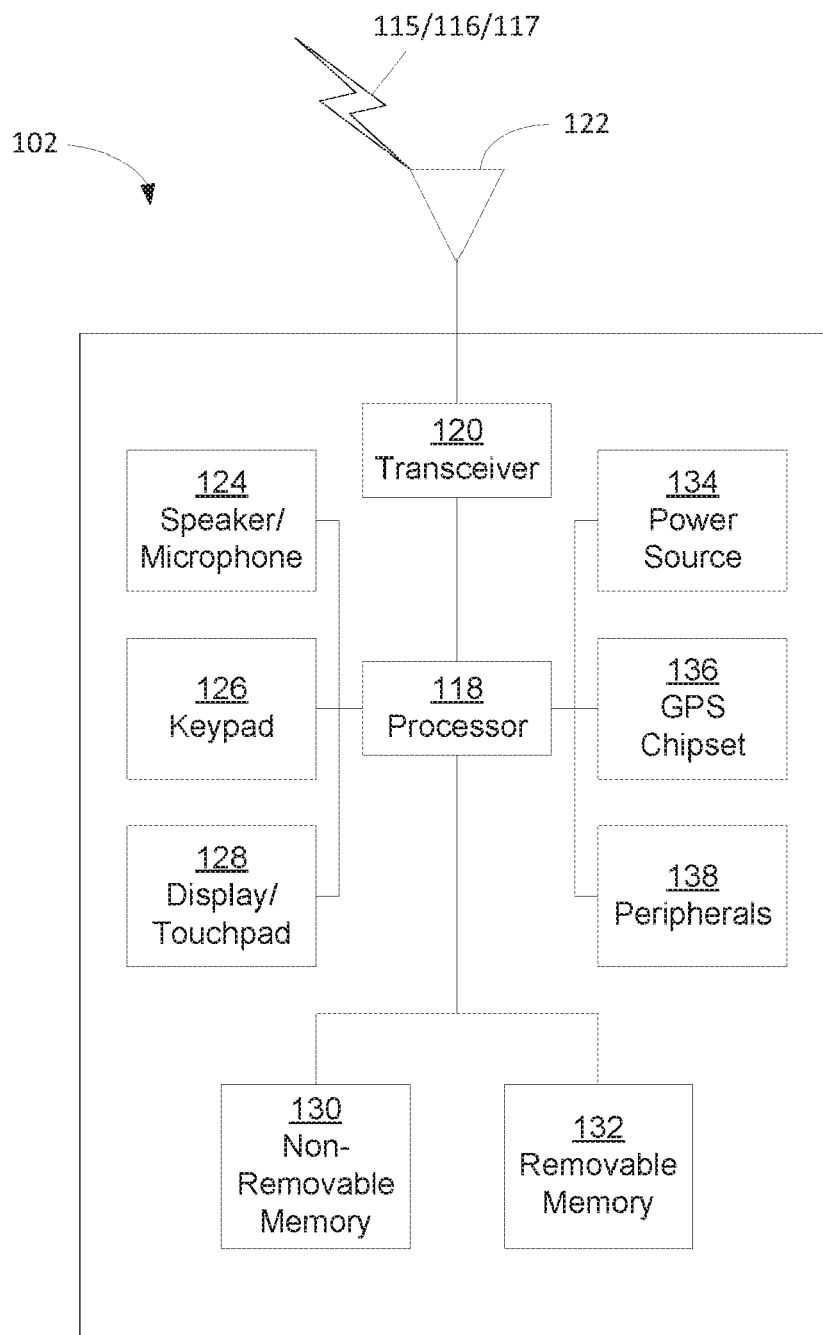 115/116/117
122
102
120
Transceiver
124
Speaker/
Microphone
134
Power
Source
126
Keypad
118
Processor
136
GPS
Chipset
128
Display/
Touchpad
138
Peripherals
130
Non-
Removable
Memory
132
Removable
Memory